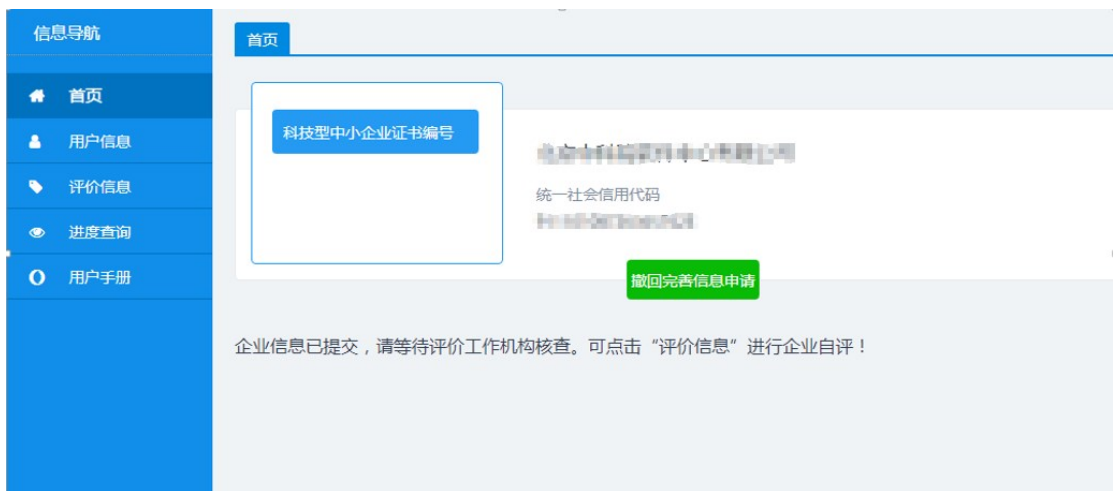 信息导航
首页
用户信息
评价信息
进度查询
用户手册
首页
科技型中小企业证书编号
统一社会信用代码
撤回完善信息申请
企业信息已提交，请等待评价工作机构核查。可点击“评价信息”进行企业自评！